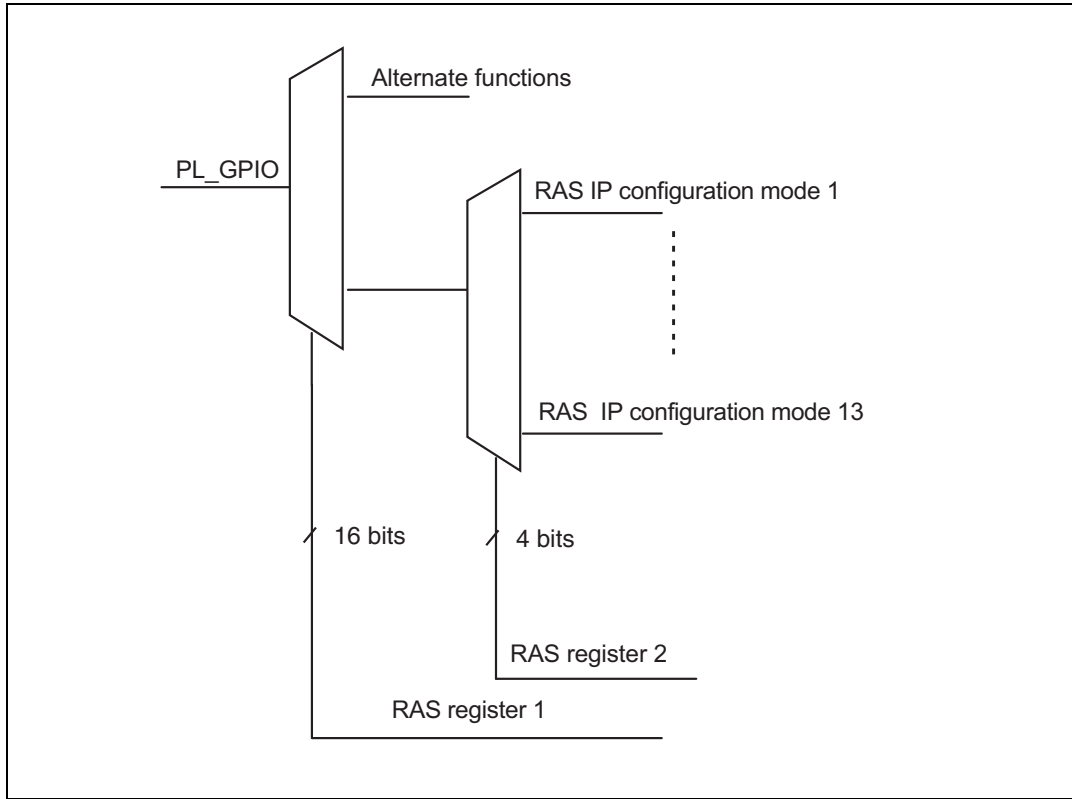 Alternate functions
PL_GPIO
RAS IP configuration mode 1
RAS IP configuration mode 13
16 bits
4 bits
RAS register 2
RAS register 1